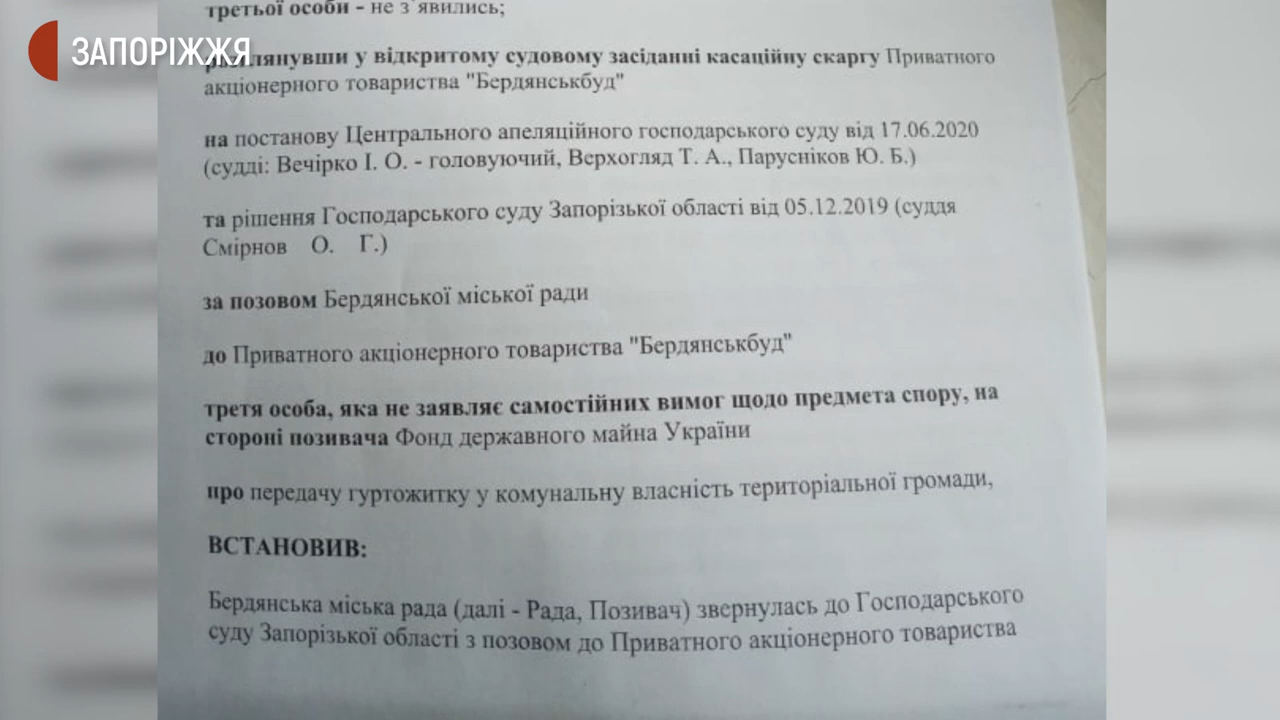 ЗАПОРІЖЖЯ
третьої особи - не з'явились;
у відкритому судовому засіданні касаційну скаргу Приватного
акціонерного товариства "Бердянськбуд"
на постанову Центрального апеляційного господарського суду від 17.06.2020
(судді: Вечірко І. О. - головуючий, Верхогляд Т. А., Парусніков Ю. Б.)
та рішення Господарського суду Запорізької області від 05.12.2019 (суддя
Смірнов О. Г.)
за позовом Бердянської міської ради
до Приватного акціонерного товариства "Бердянськбуд"
третя особа, яка не заявляє самостійних вимог щодо предмета спору, на
стороні позивача Фонд державного майна України
про передачу гуртожитку у комунальну власність територіальної громади,
ВСТАНОВИВ:
Бердянська міська рада (далі - Рада, Позивач) звернулась до Господарського
суду Запорізької області з позовом до Приватного акціонерного товариства